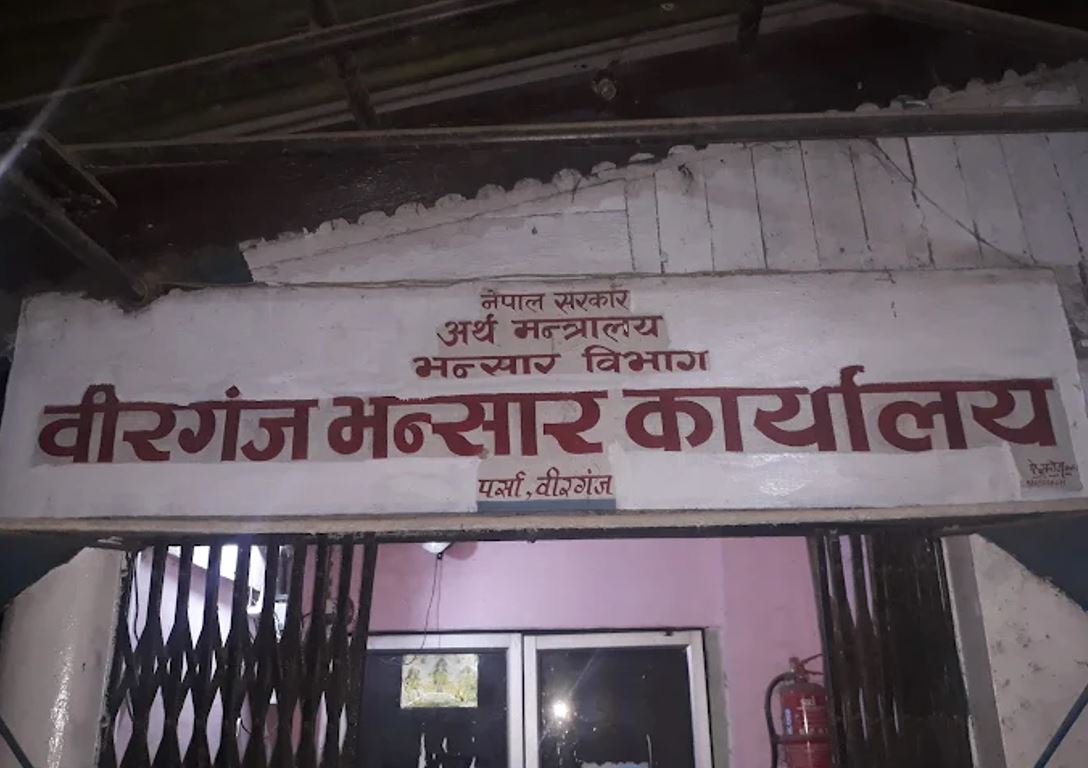 नेपाल सरकार
अर्थ मन्त्रालय
भन्सार विभाग
वीरगंज भन्सार कार्यालय
पर्सा, वीरगंज